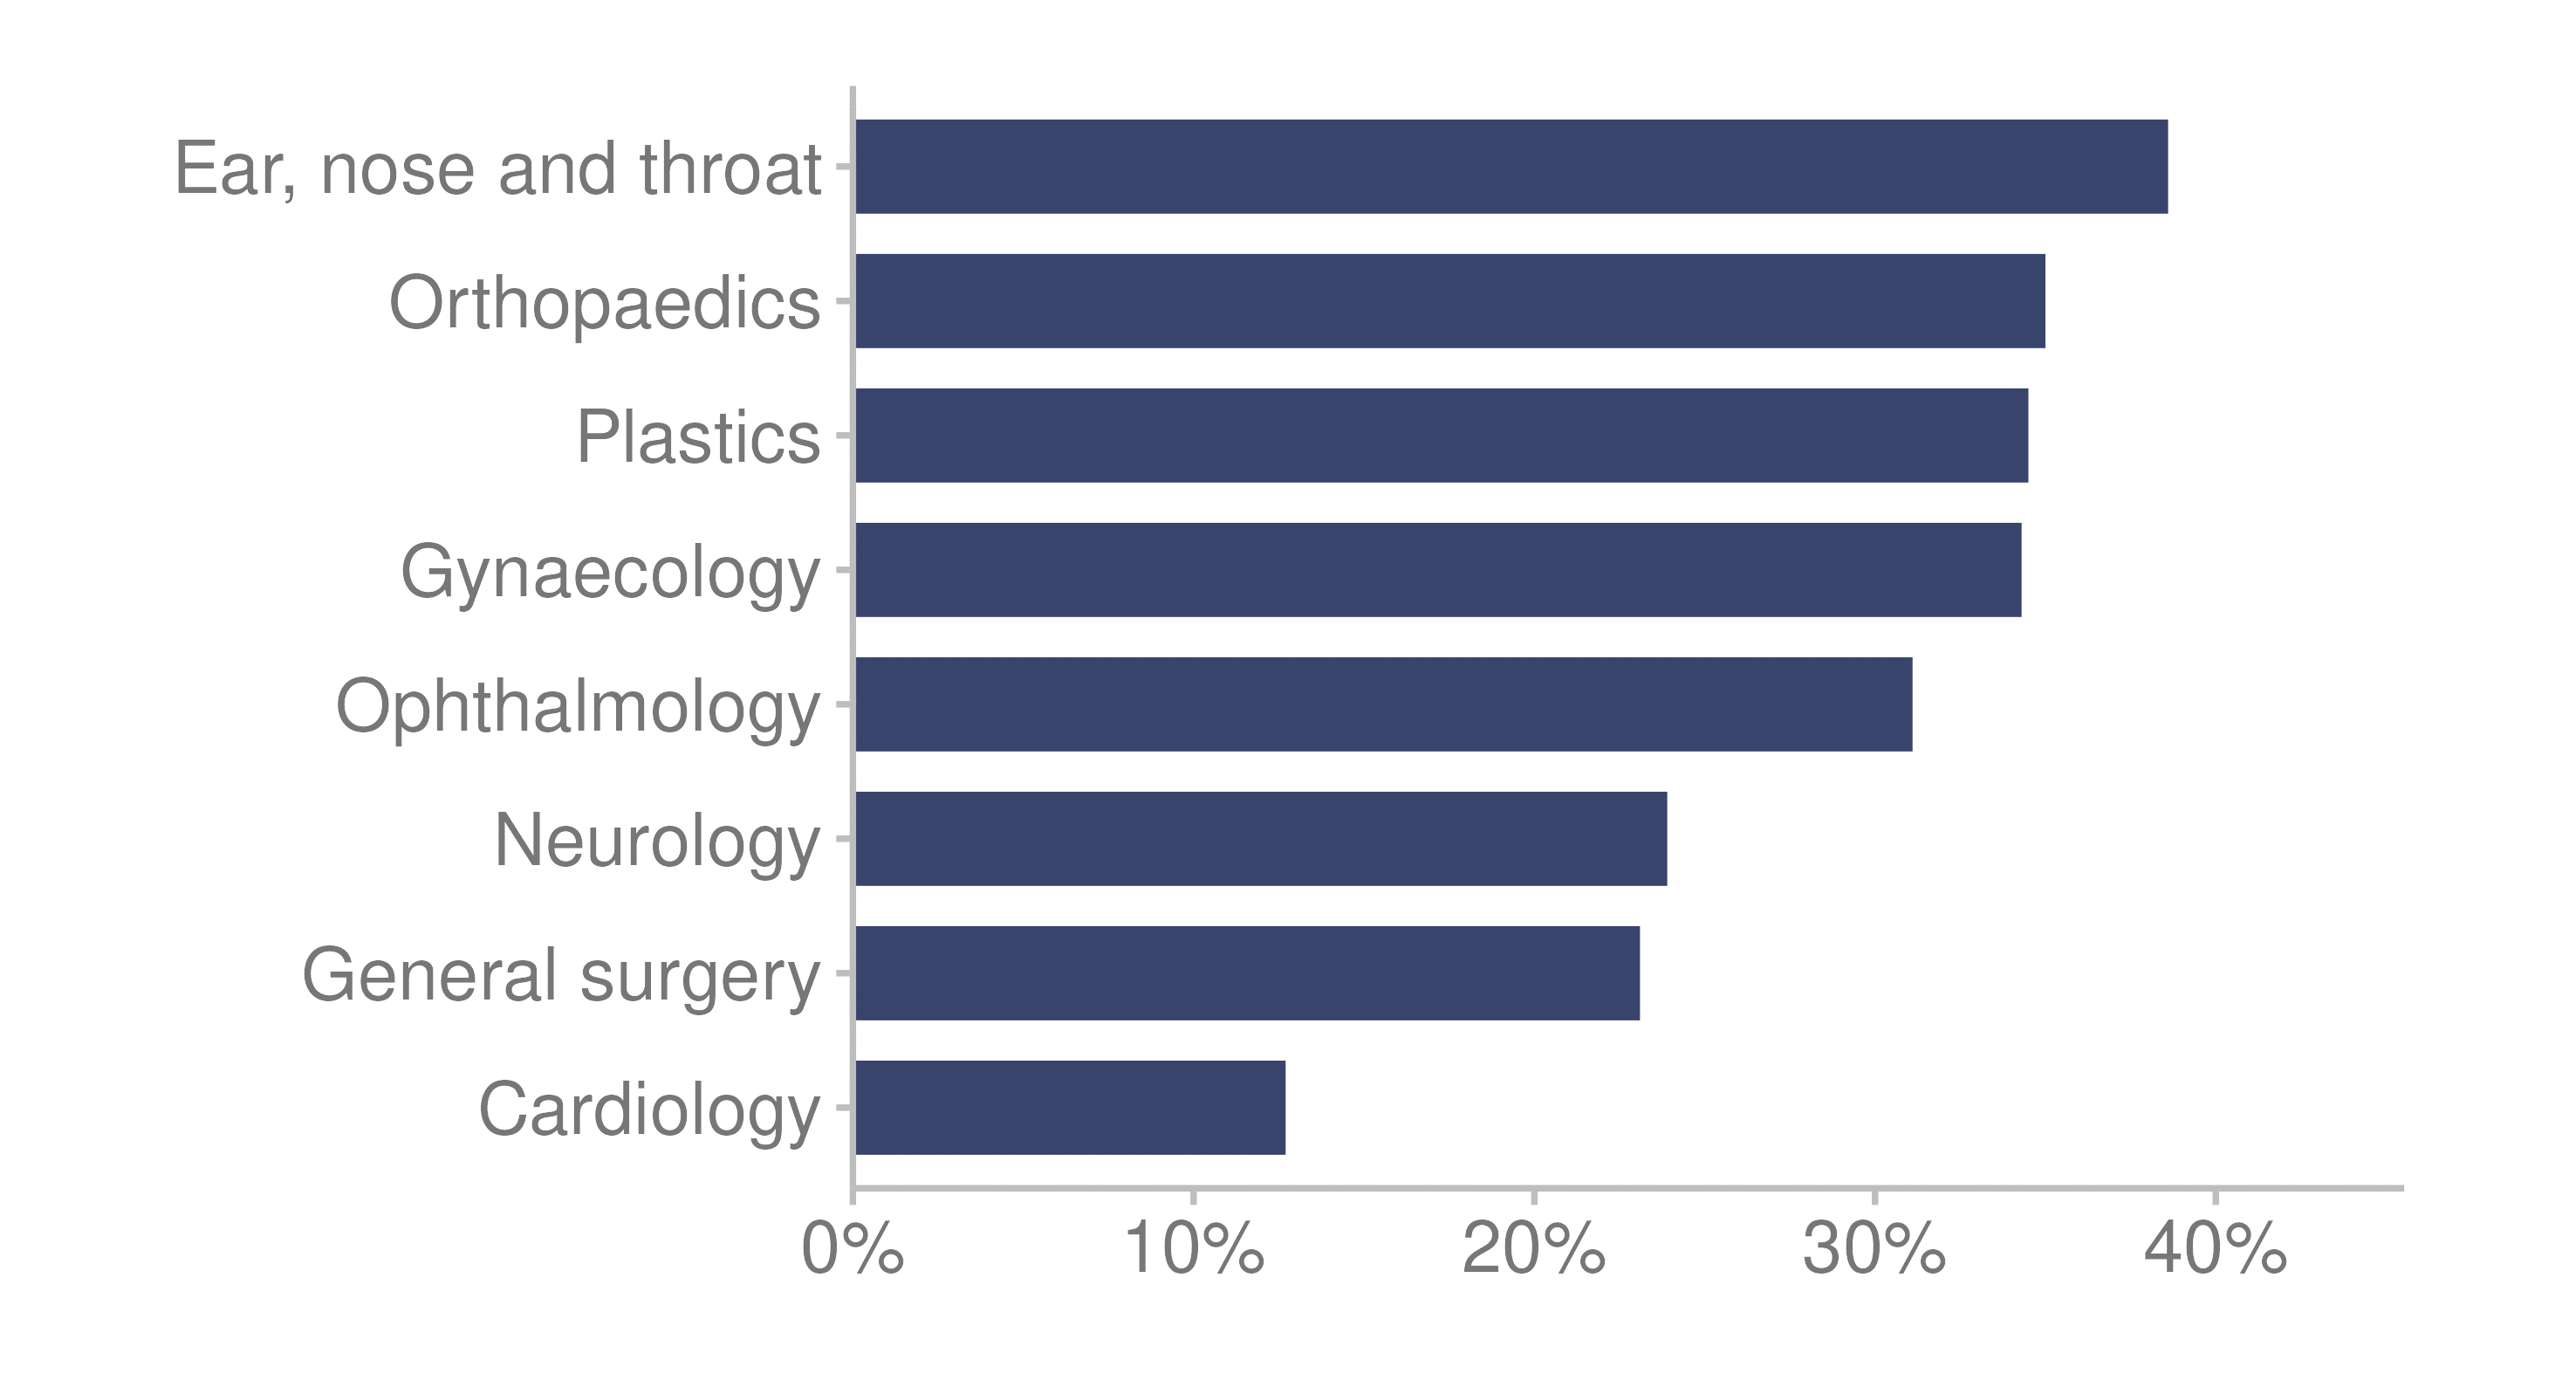 Ear, nose and throat
Orthopaedics
Plastics
Gynaecology
Ophthalmology
Neurology
General surgery
Cardiology
0% 10% 20% 30% 40%